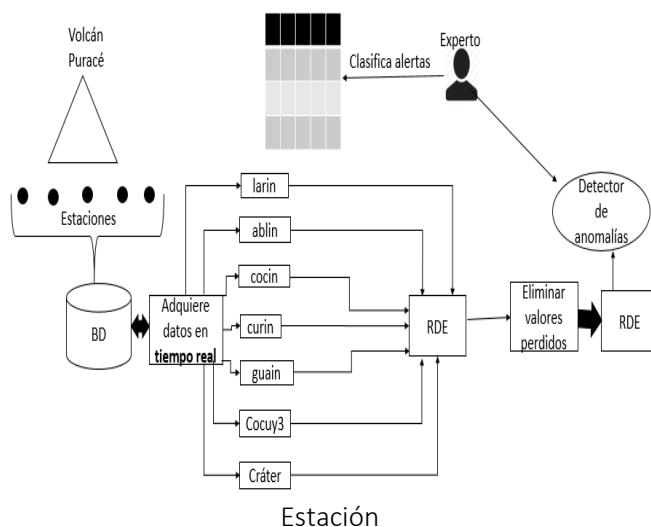 Volcán
Puracé
Experto
Clasifica alertas
Estaciones
BD
Adquiere
datos en
tiempo real
larin
ablin
cocin
curin
guain
Cocuy3
Cráter
RDE
Eliminar
valores
perdidos
RDE
Detector
de
anomalías
Estación